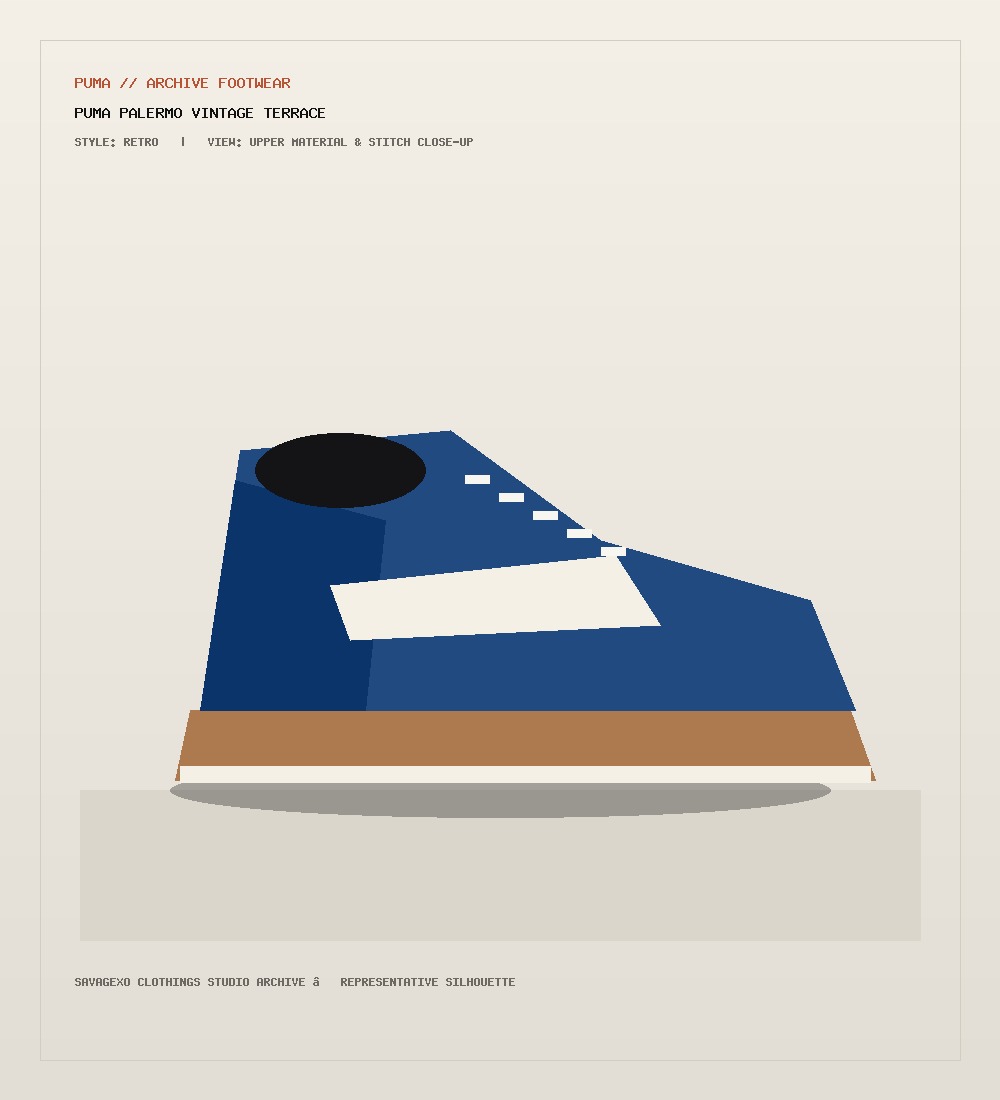 PUMA // ARCHIVE FOOTWEAR
PUMA PALERMO VINTAGE TERRACE
STYLE: RETRO | VIEW: UPPER MATERIAL & STITCH CLOSE-UP
SAVAGEXO CLOTHINGS STUDIO ARCHIVE â REPRESENTATIVE SILHOUETTE